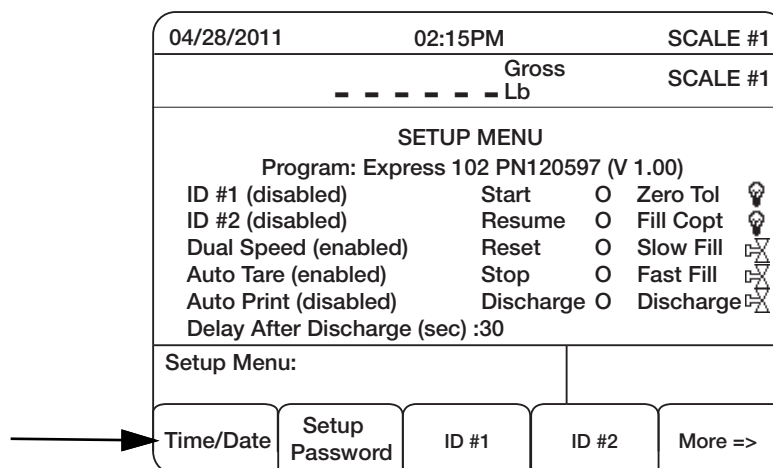 04/28/2011 02:15PM SCALE #1
Gross SCALE #1
_ _ _ _ _ _ Lb
SETUP MENU
Program: Express 102 PN120597 (V 1.00)
ID #1 (disabled) Start O Zero Tol
ID #2 (disabled) Resume O Fill Copt
Dual Speed (enabled) Reset O Slow Fill
Auto Tare (enabled) Stop O Fast Fill
Auto Print (disabled) Discharge O Discharge
Delay After Discharge (sec) :30
Setup Menu:
Time/Date Setup Password ID #1 ID #2 More =>